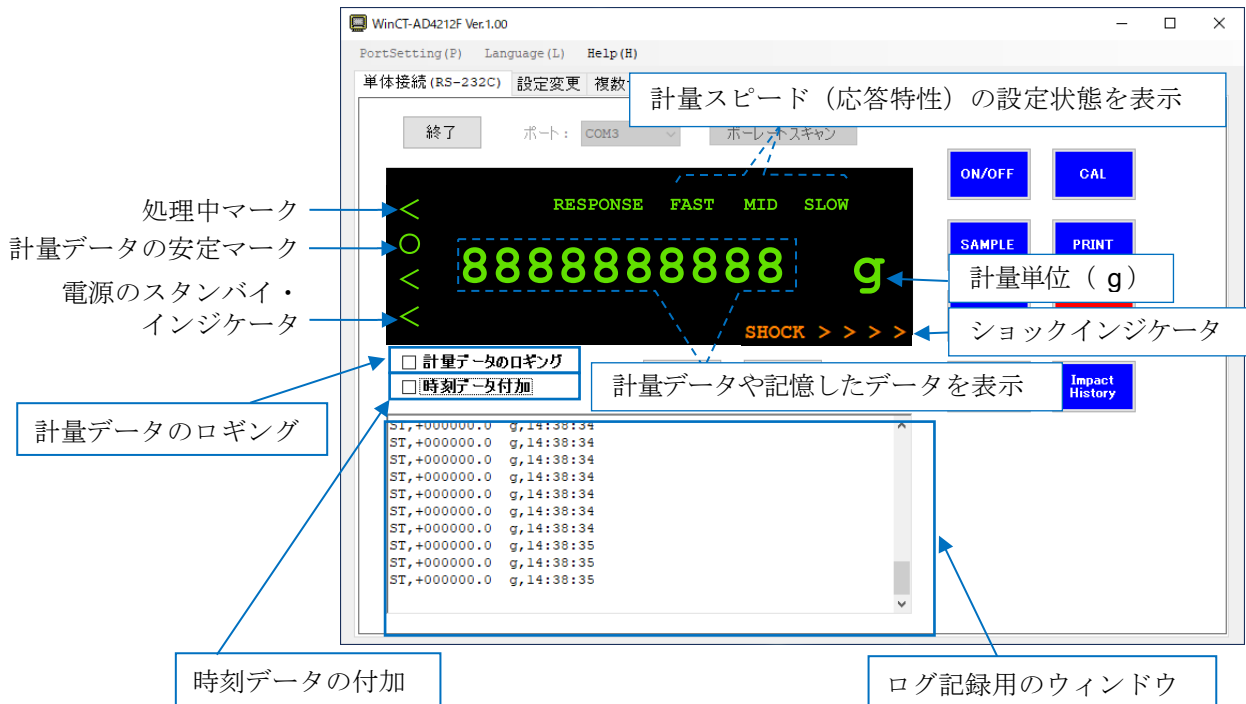 WinCT-AD4212F Ver.1.00
PortSetting(P) Language(L) Help(H)
単体接続(RS-232C) 設定変更
計量スピード（応答特性）の設定状態を表示
終了 ポート： COM3 ボーレートスキャン
ON/OFF CAL
処理中マーク
< RESPONSE FAST MID SLOW
計量データの安定マーク
○ 8888888888 g
SAMPLE PRINT
計量単位（ g）
電源のスタンバイ・
インジケータ
<
<
SHOCK > > > >
ショックインジケータ
計量データのロギング
時刻データ付加
計量データや記憶したデータを表示
Impact
History
計量データのロギング
ST,+000000.0 g,14:38:34
ST,+000000.0 g,14:38:34
ST,+000000.0 g,14:38:34
ST,+000000.0 g,14:38:34
ST,+000000.0 g,14:38:34
ST,+000000.0 g,14:38:34
ST,+000000.0 g,14:38:34
ST,+000000.0 g,14:38:35
ST,+000000.0 g,14:38:35
ST,+000000.0 g,14:38:35
時刻データの付加
ログ記録用のウィンドウ